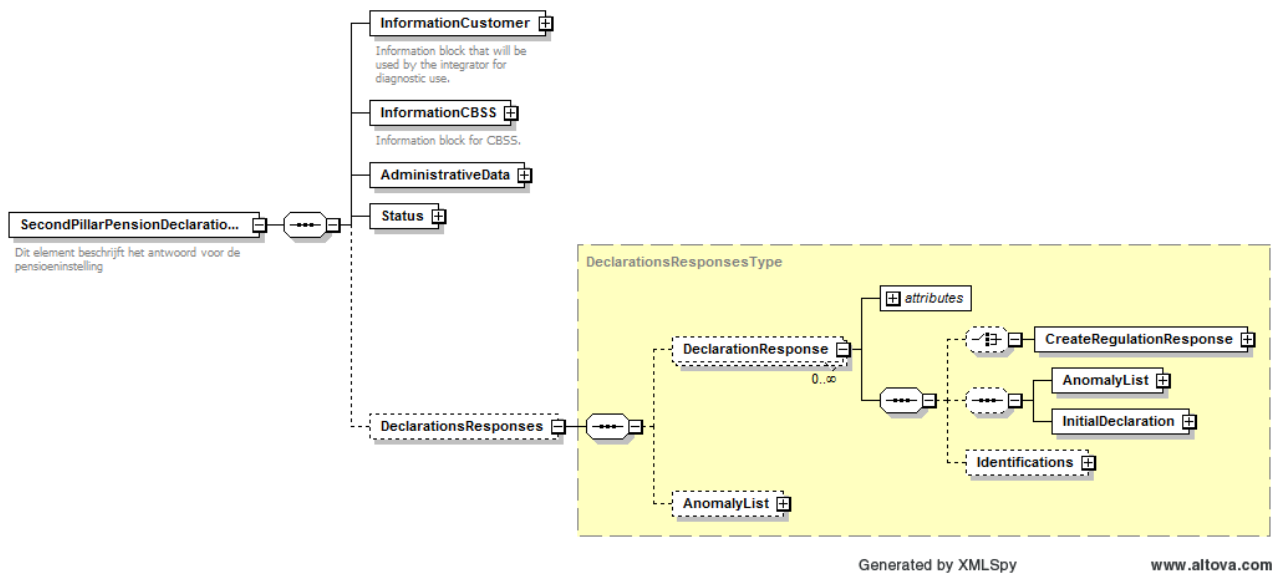 InformationCustomer
Information block that will be
used by the integrator for
diagnostic use.
InformationCBSS
Information block for CBSS.
AdministrativeData
Status
SecondPillarPensionDeclaratio...
Dit element beschrijft het antwoord voor de
pensioeninstelling
DeclarationsResponsesType
attributes
DeclarationResponse
0..∞
CreateRegulationResponse
AnomalyList
InitialDeclaration
DeclarationsResponses
Identifications
AnomalyList
Generated by XMLSpy
www.altova.com